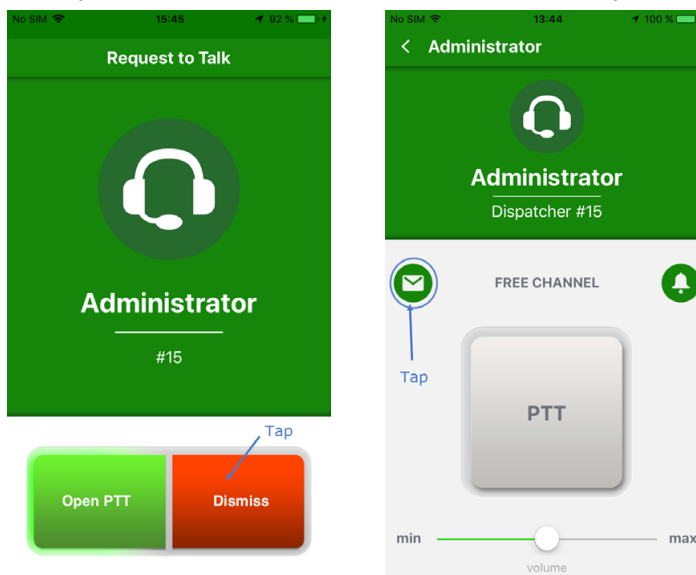 No SIM 15:45 92 %
Request to Talk
Administrator
#15
Tap
Open PTT Dismiss
No SIM 13:44 100 %
Administrator
Administrator
Dispatcher #15
FREE CHANNEL
Tap
PTT
min max
volume